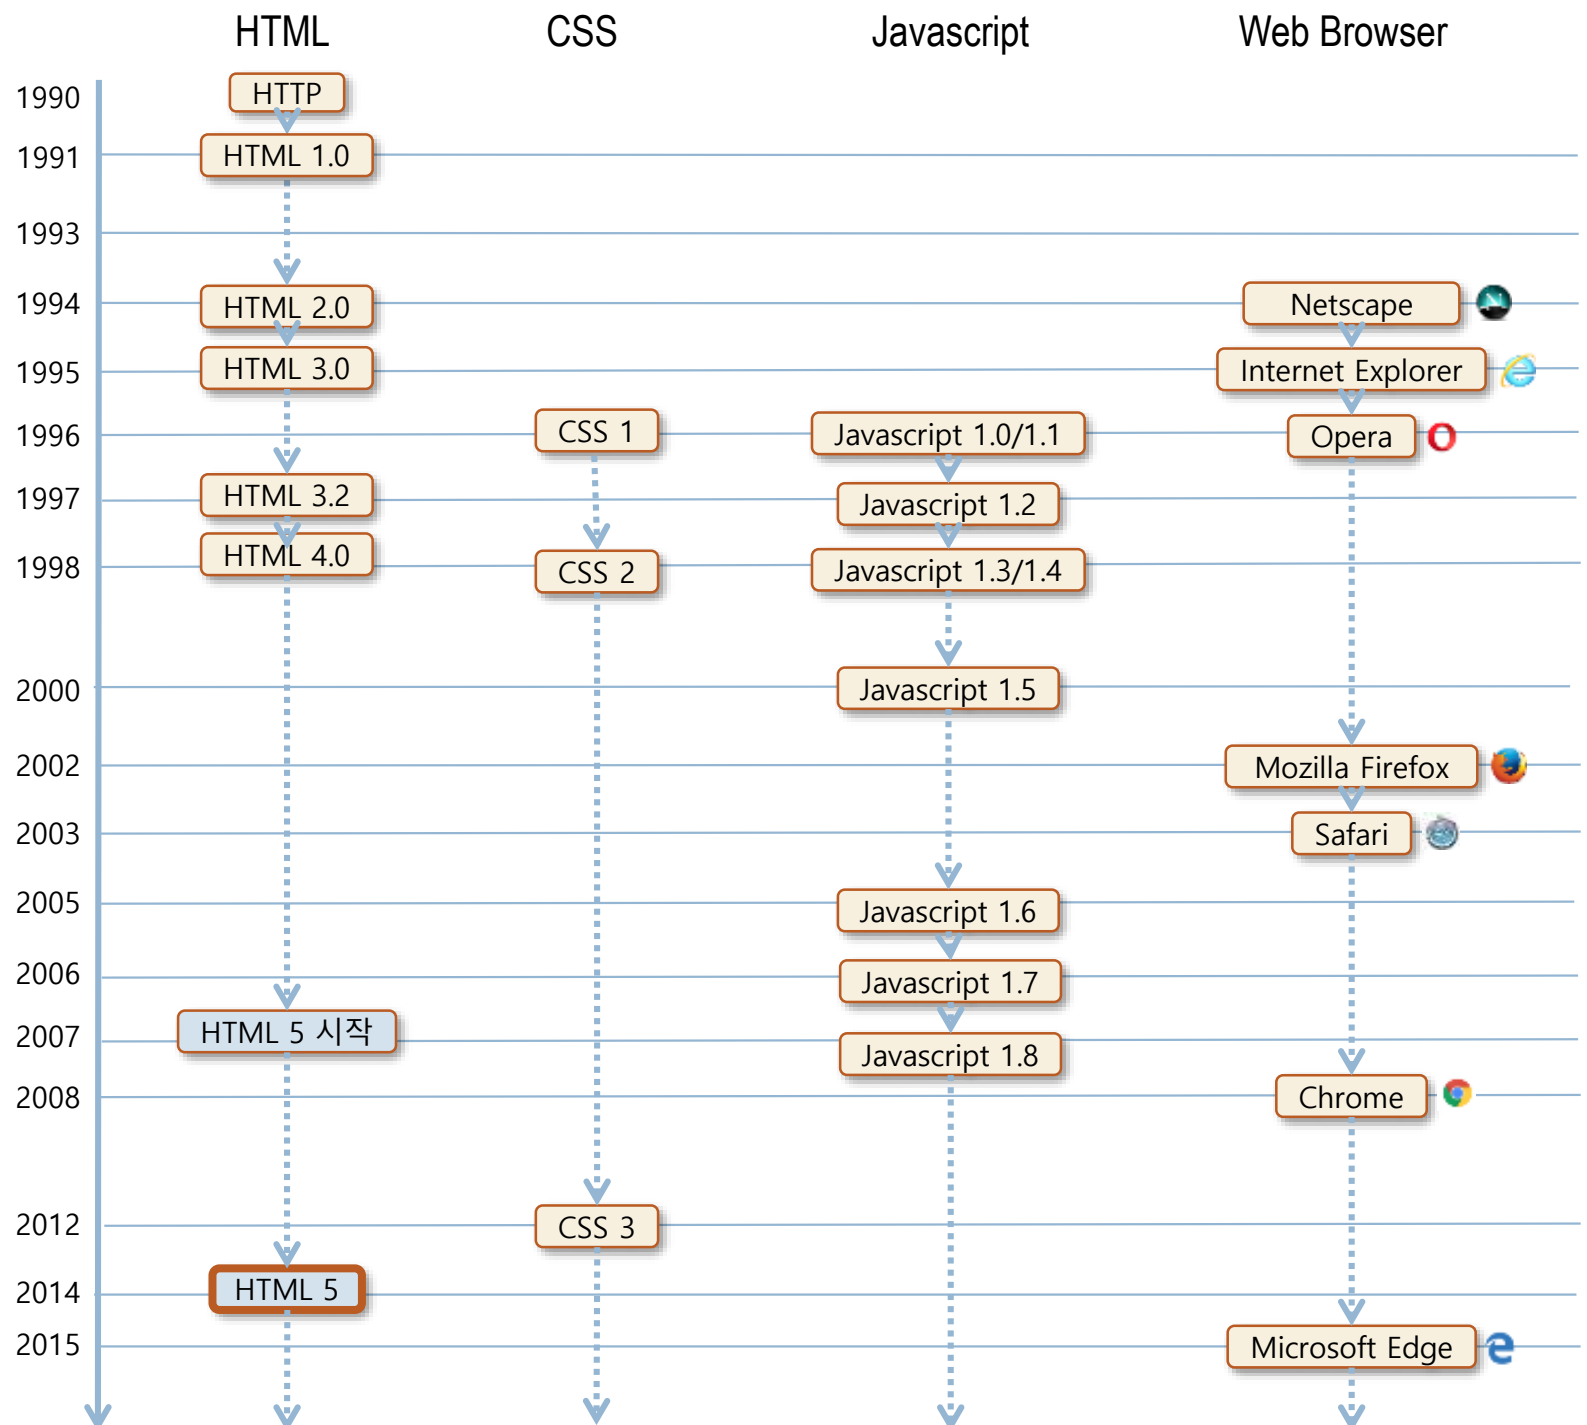 HTML CSS Javascript Web Browser
1990 HTTP
1991 HTML 1.0
1993
1994 HTML 2.0 Netscape
1995 HTML 3.0 Internet Explorer
1996 CSS 1 Javascript 1.0/1.1 Opera
1997 HTML 3.2 Javascript 1.2
1998 HTML 4.0 CSS 2 Javascript 1.3/1.4
2000 Javascript 1.5
2002 Mozilla Firefox
2003 Safari
2005 Javascript 1.6
2006 Javascript 1.7
2007 HTML 5 시작 Javascript 1.8
2008 Chrome
2012 CSS 3
2014 HTML 5
2015 Microsoft Edge